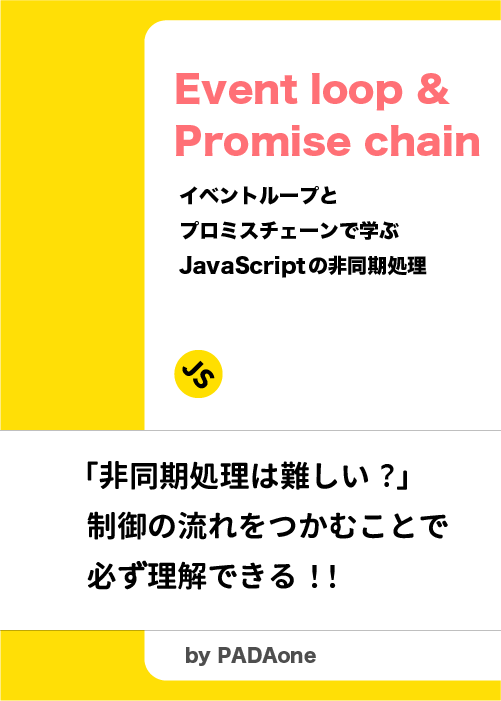 Event loop &
Promise chain
イベントループと
プロミスチェーンで学ぶ
JavaScriptの非同期処理
JS
「非同期処理は難しい？」
制御の流れをつかむことで
必ず理解できる！！
by PADAone